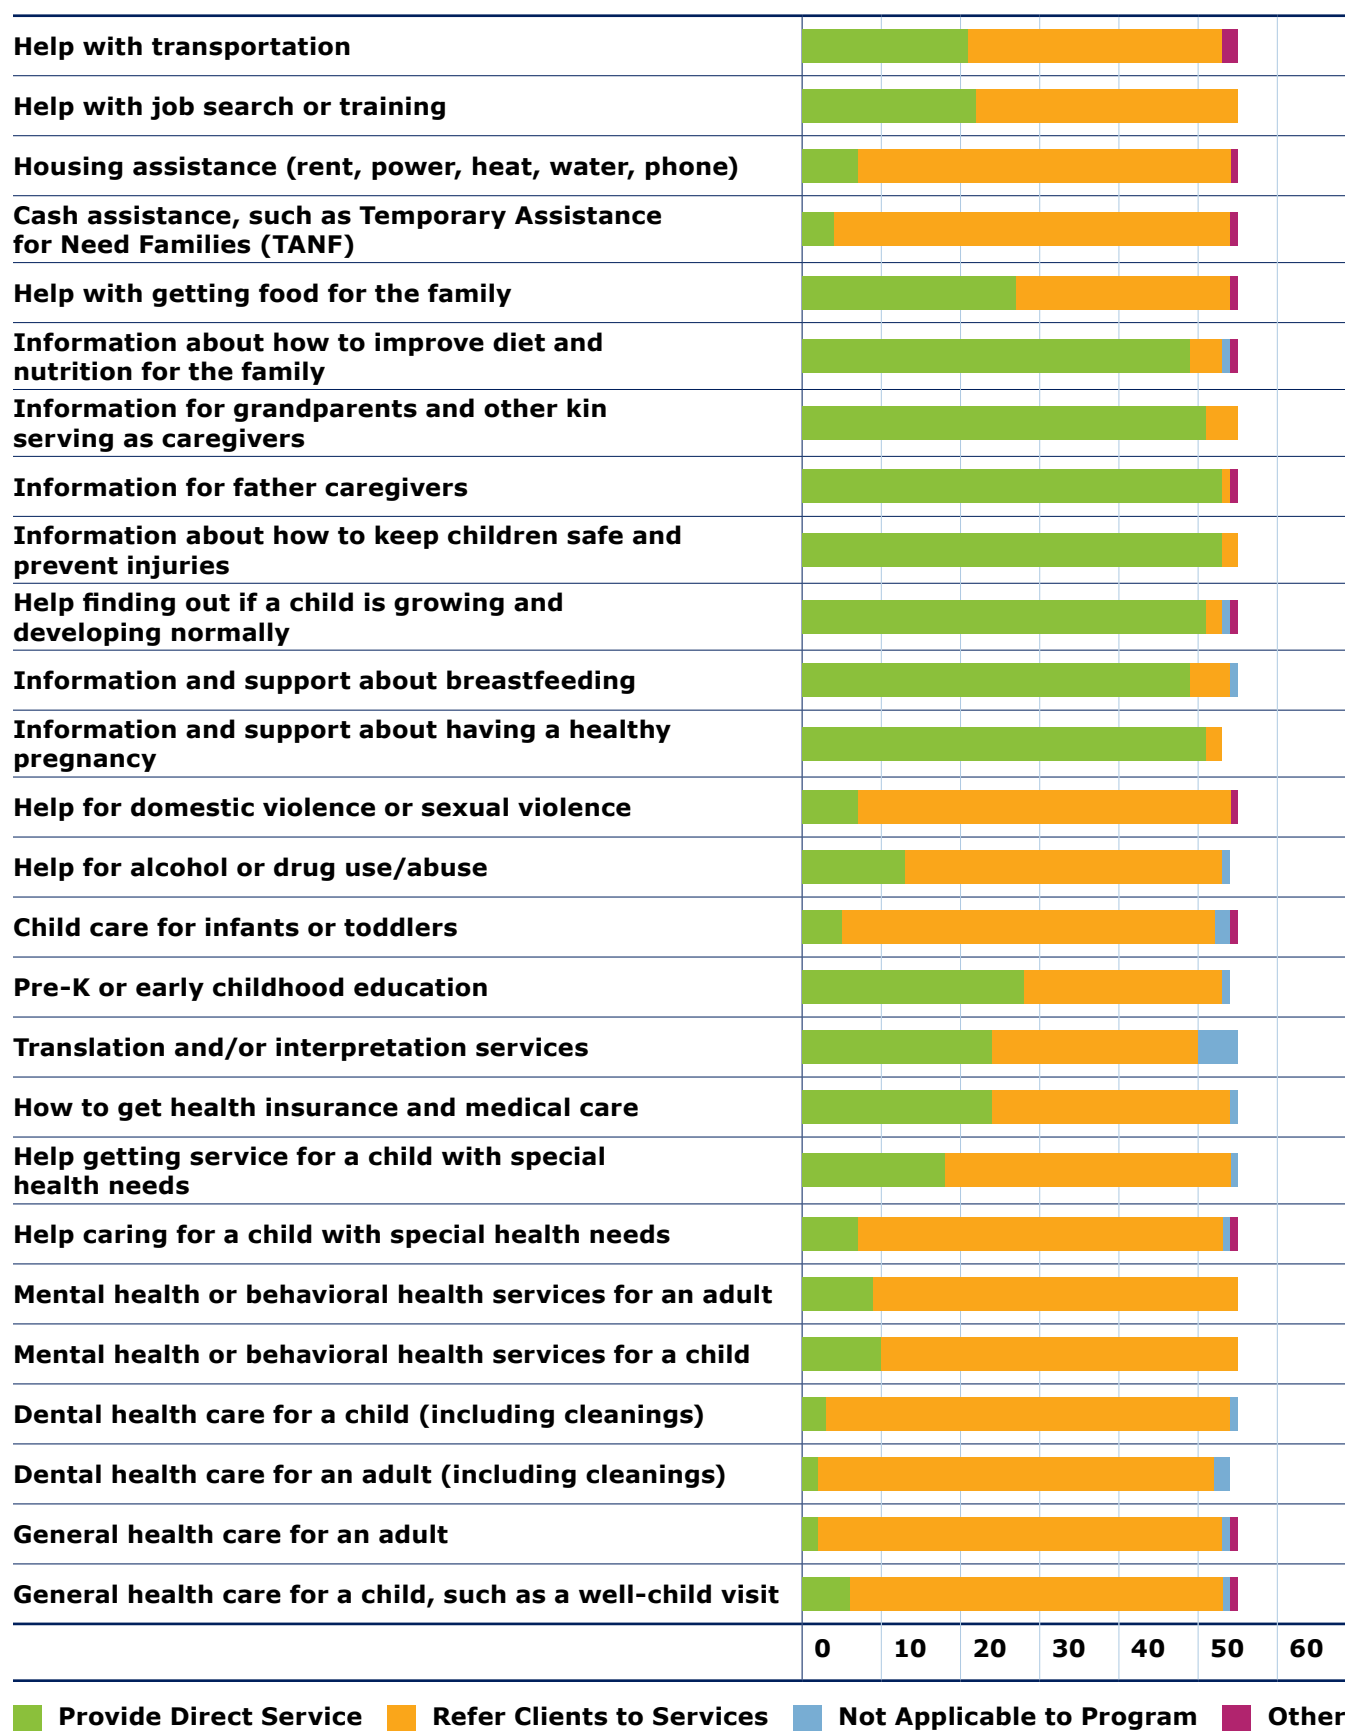 Help with transportation
Help with job search or training
Housing assistance (rent, power, heat, water, phone)
Cash assistance, such as Temporary Assistance
for Need Families (TANF)
Help with getting food for the family
Information about how to improve diet and
nutrition for the family
Information for grandparents and other kin
serving as caregivers
Information for father caregivers
Information about how to keep children safe and
prevent injuries
Help finding out if a child is growing and
developing normally
Information and support about breastfeeding
Information and support about having a healthy
pregnancy
Help for domestic violence or sexual violence
Help for alcohol or drug use/abuse
Child care for infants or toddlers
Pre-K or early childhood education
Translation and/or interpretation services
How to get health insurance and medical care
Help getting service for a child with special
health needs
Help caring for a child with special health needs
Mental health or behavioral health services for an adult
Mental health or behavioral health services for a child
Dental health care for a child (including cleanings)
Dental health care for an adult (including cleanings)
General health care for an adult
General health care for a child, such as a well-child visit
0 10 20 30 40 50 60
Provide Direct Service Refer Clients to Services Not Applicable to Program Other